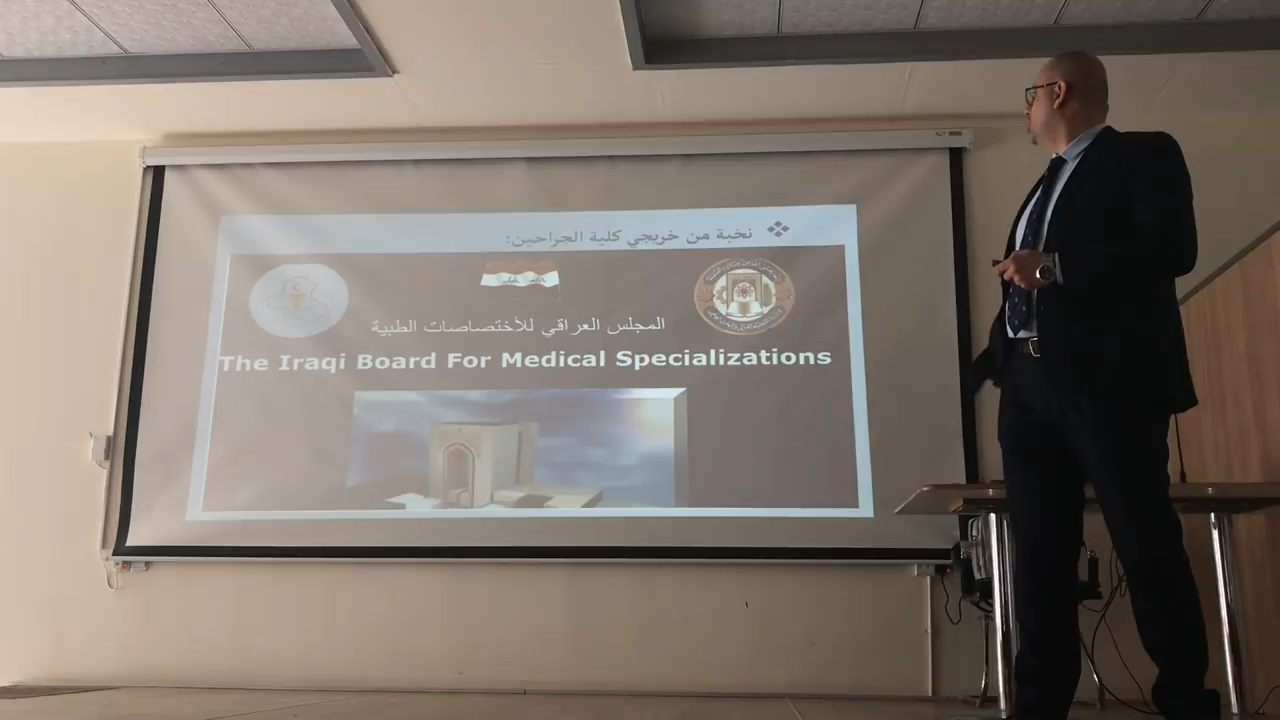 ❖ نخبة من خريجي كلية الجراحين:
المجلس العراقي للأختصاصات الطبية
The Iraqi Board For Medical Specializations